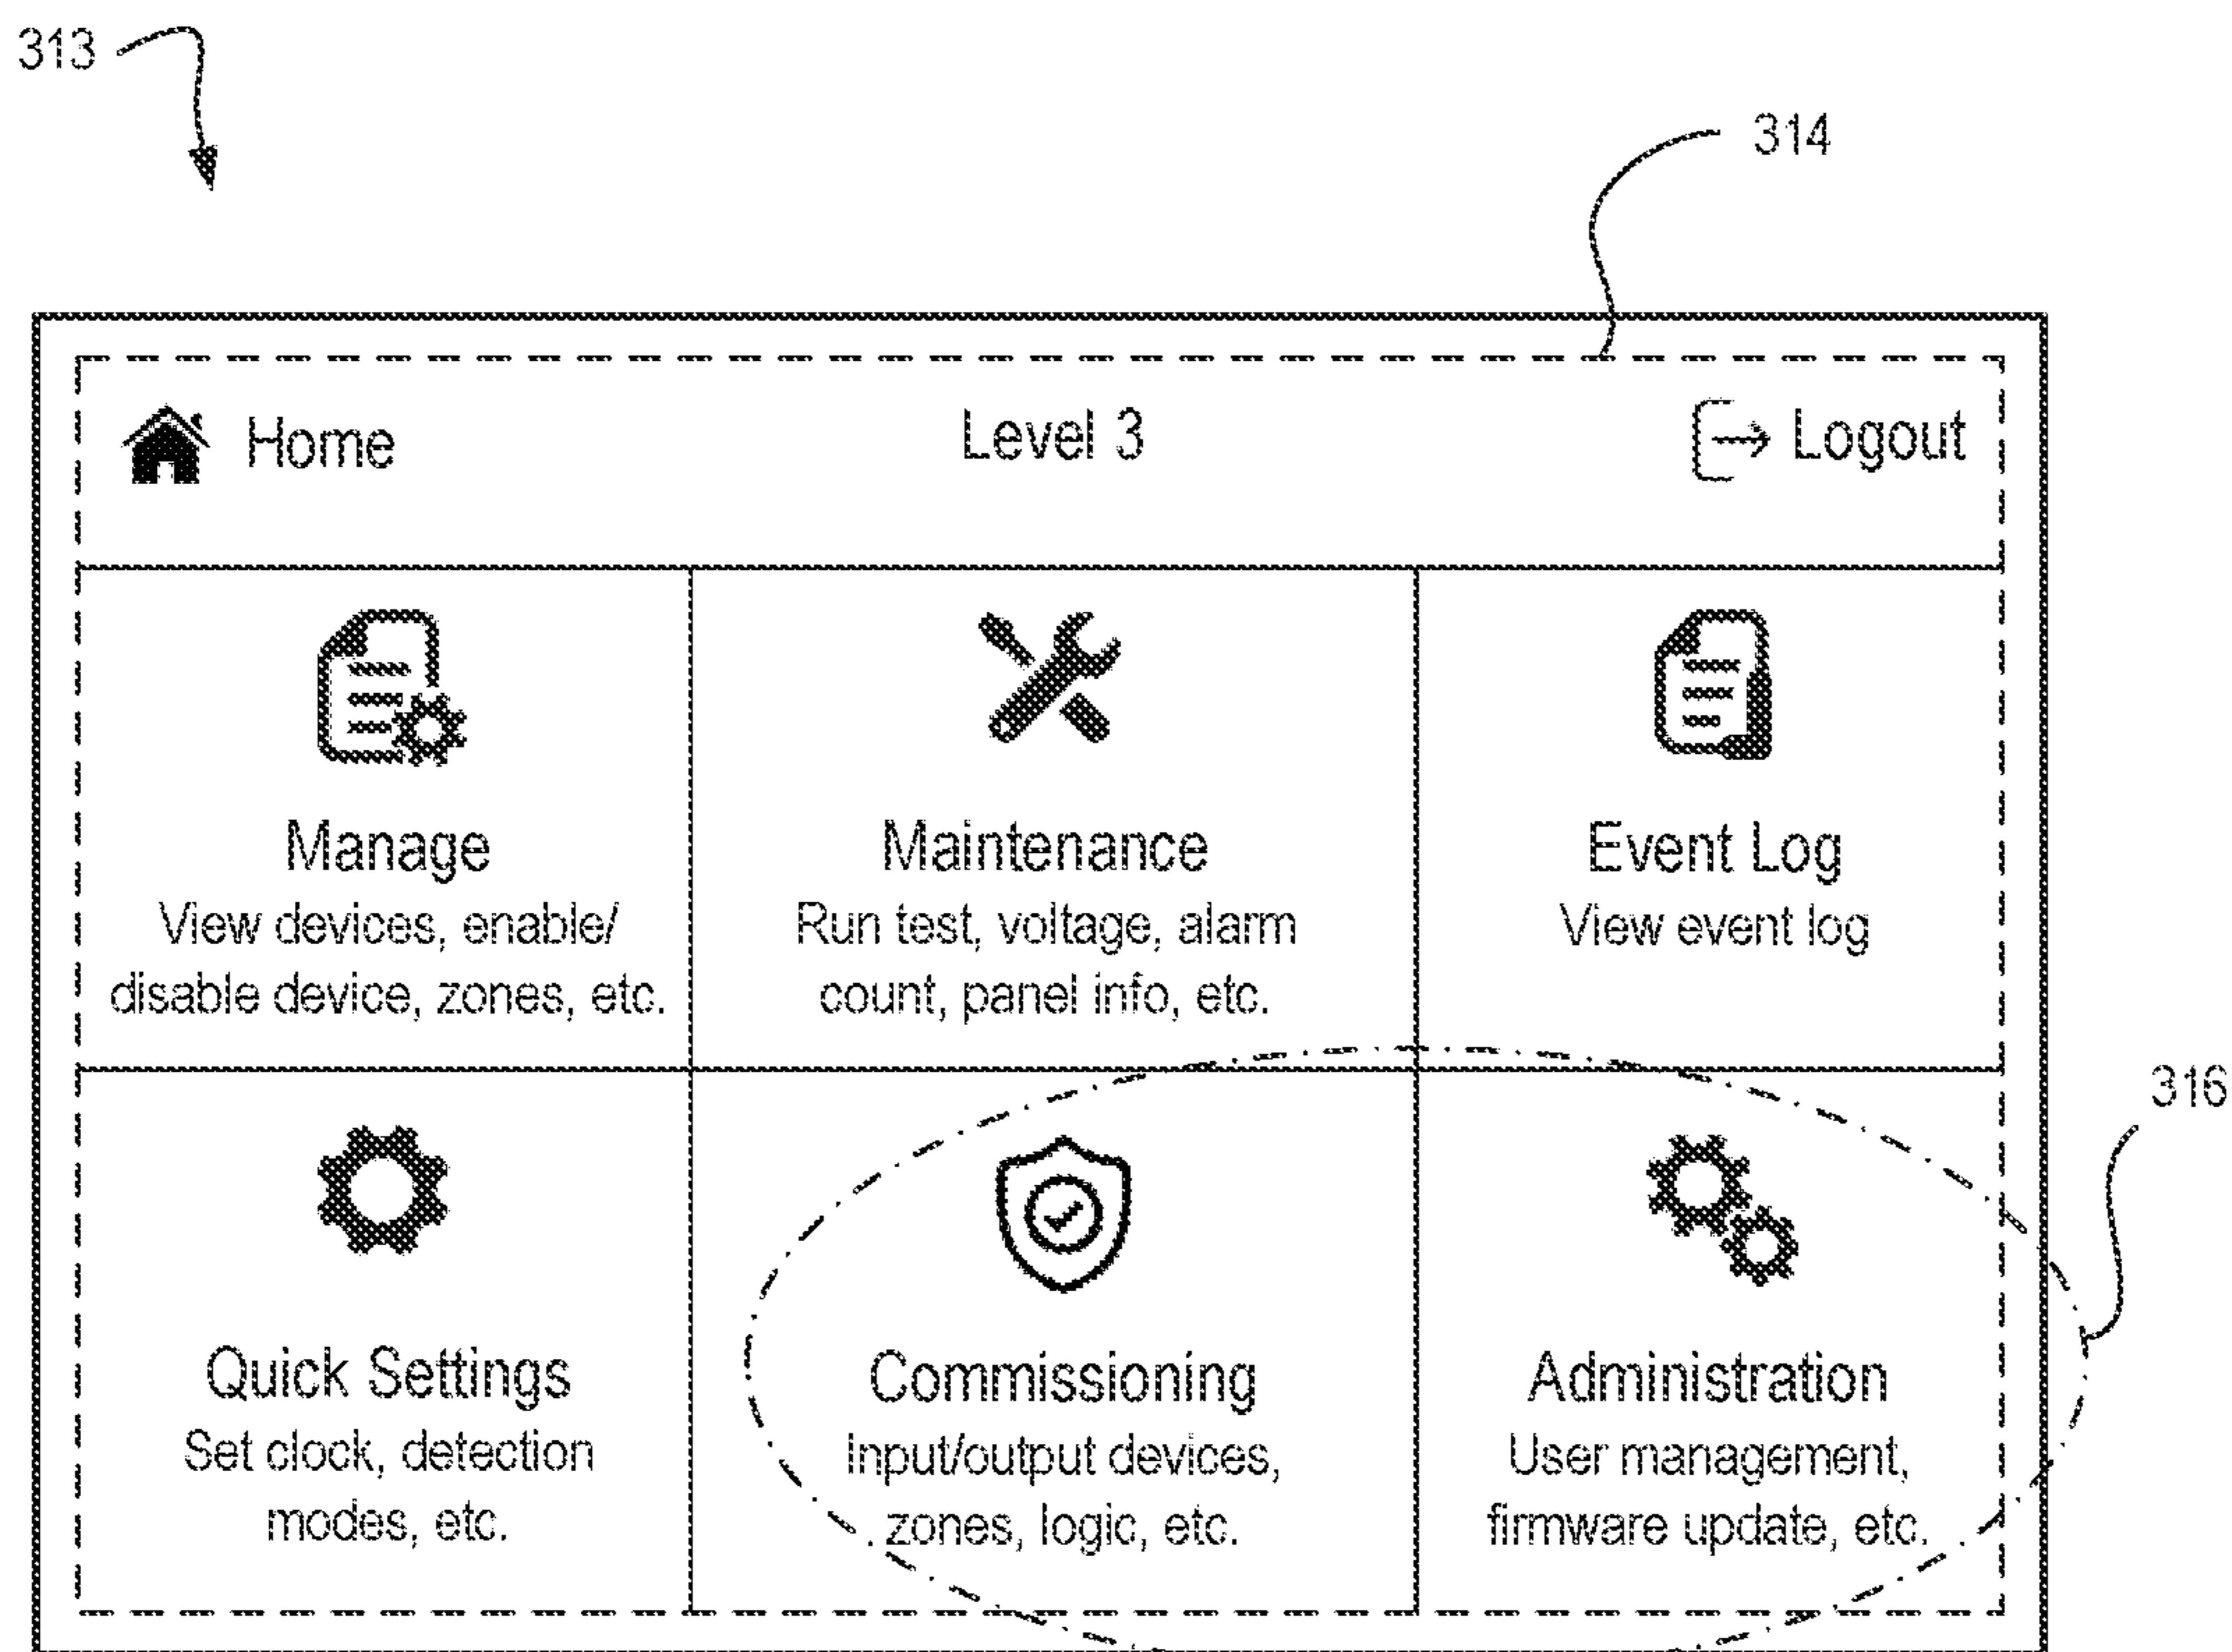 313
314
Home Level 3 Logout
Manage Maintenance Event Log
View devices, enable/ Run test, voltage, alarm View event log
disable device, zones, etc. count, panel info, etc.
316
Quick Settings Commissioning Administration
Set clock, detection Input/output devices, User management,
modes, etc. zones, logic, etc. firmware update, etc.